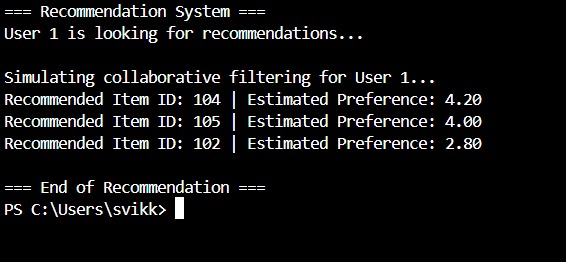 === Recommendation System ===
User 1 is looking for recommendations...
Simulating collaborative filtering for User 1...
Recommended Item ID: 104 | Estimated Preference: 4.20
Recommended Item ID: 105 | Estimated Preference: 4.00
Recommended Item ID: 102 | Estimated Preference: 2.80
=== End of Recommendation ===
PS C:\Users\svikk>